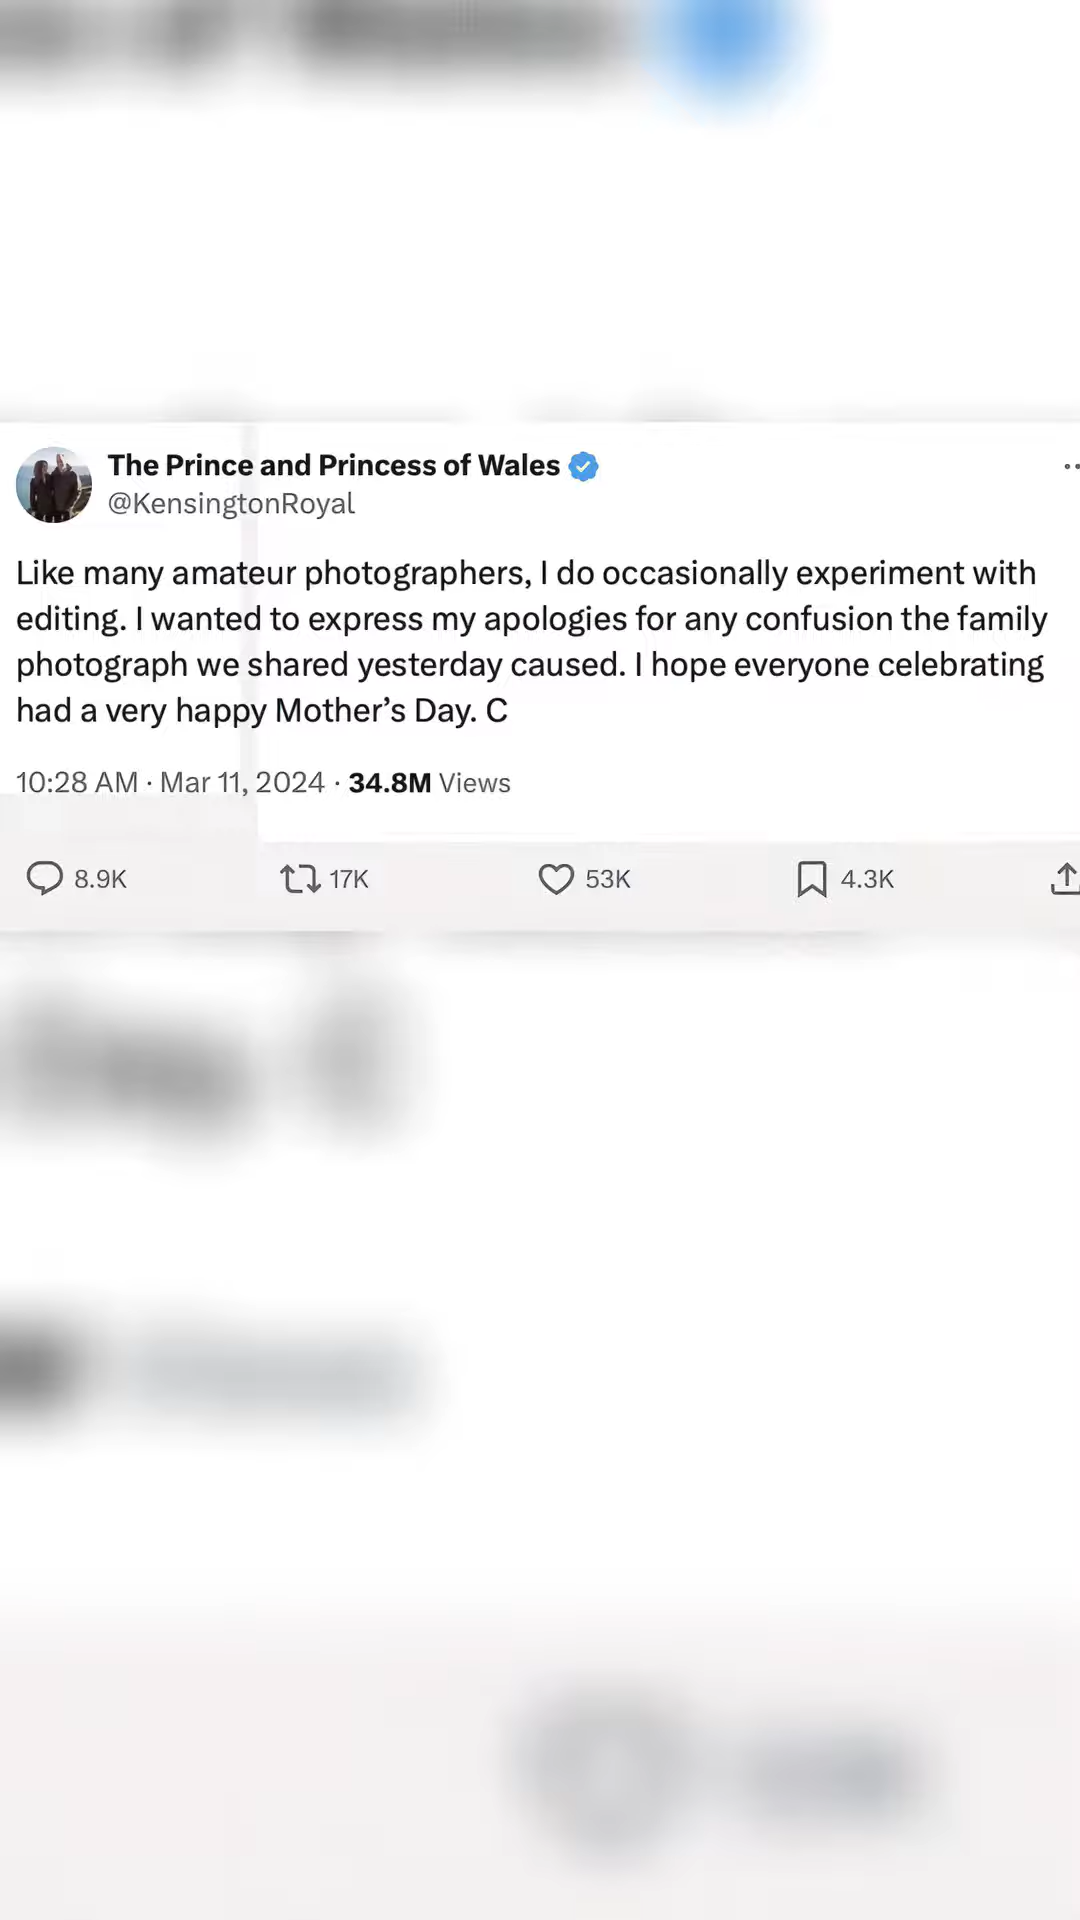 The Prince and Princess of Wales
@KensingtonRoyal
Like many amateur photographers, I do occasionally experiment with
editing. I wanted to express my apologies for any confusion the family
photograph we shared yesterday caused. I hope everyone celebrating
had a very happy Mother’s Day. C
10:28 AM · Mar 11, 2024 · 34.8M Views
8.9K 17K 53K 4.3K